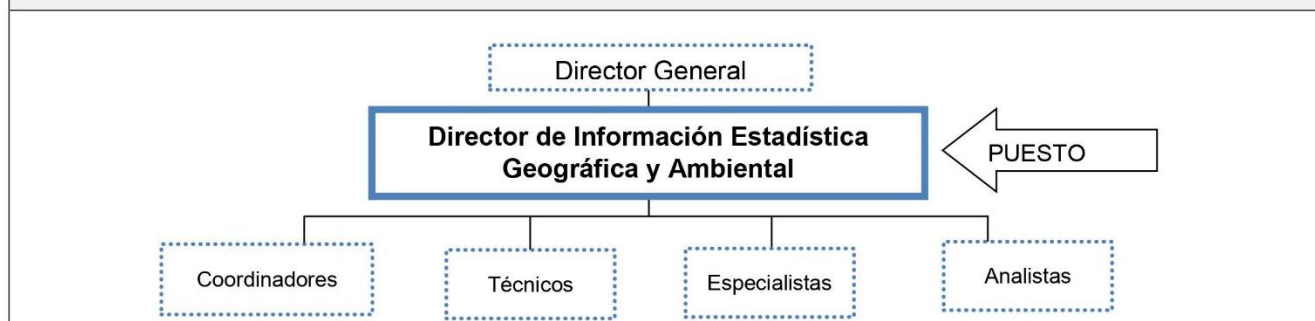 Director General
Director de Información Estadística
Geográfica y Ambiental
PUESTO
Coordinadores
Técnicos
Especialistas
Analistas